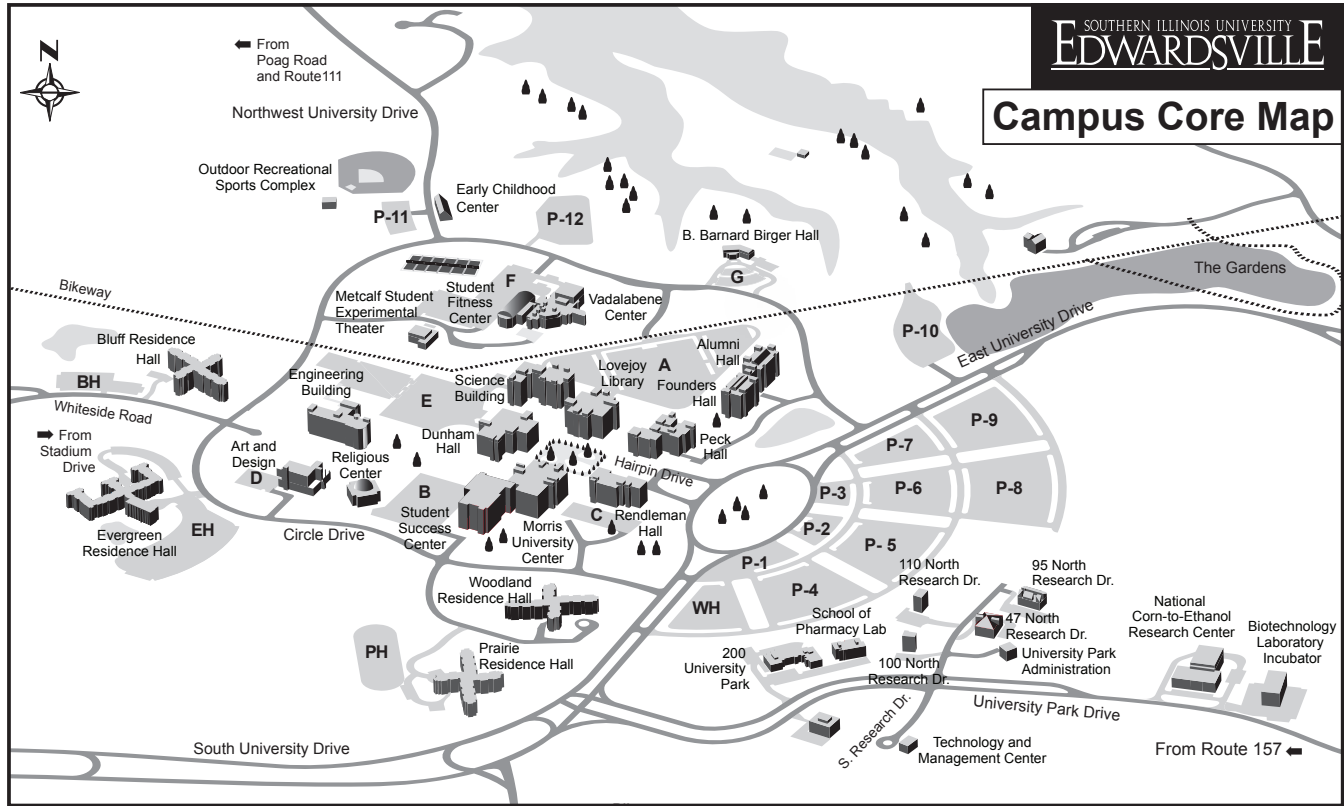 SOUTHERN ILLINOIS UNIVERSITY
EDWARDSVILLE
Campus Core Map
N
From
Poag Road
and Route111
Northwest University Drive
Outdoor Recreational
Sports Complex
P-11
Early Childhood
Center
P-12
B. Barnard Birger Hall
G
The Gardens
Bikeway
Metcalf Student
Experimental
Theater
Student
Fitness
Center
F
Vadalabene
Center
P-10
East University Drive
Bluff Residence
Hall
BH
Whiteside Road
From
Stadium
Drive
Engineering
Building
E
Science
Building
Lovejoy
Library
A
Alumni
Hall
Founders
Hall
Dunham
Hall
Peck
Hall
Hairpin Drive
Art and
Design
D
Religious
Center
B
Student
Success
Center
Morris
University
Center
C
Rendleman
Hall
Evergreen
Residence Hall
EH
Circle Drive
P-9
P-7
P-3
P-6
P-8
P-2
P- 5
P-1
P-4
WH
Woodland
Residence Hall
PH
Prairie
Residence Hall
110 North
Research Dr.
95 North
Research Dr.
School of
Pharmacy Lab
47 North
Research Dr.
200
University
Park
100 North
Research Dr.
University Park
Administration
National
Corn-to-Ethanol
Research Center
Biotechnology
Laboratory
Incubator
University Park Drive
S. Research Dr.
Technology and
Management Center
South University Drive
From Route 157